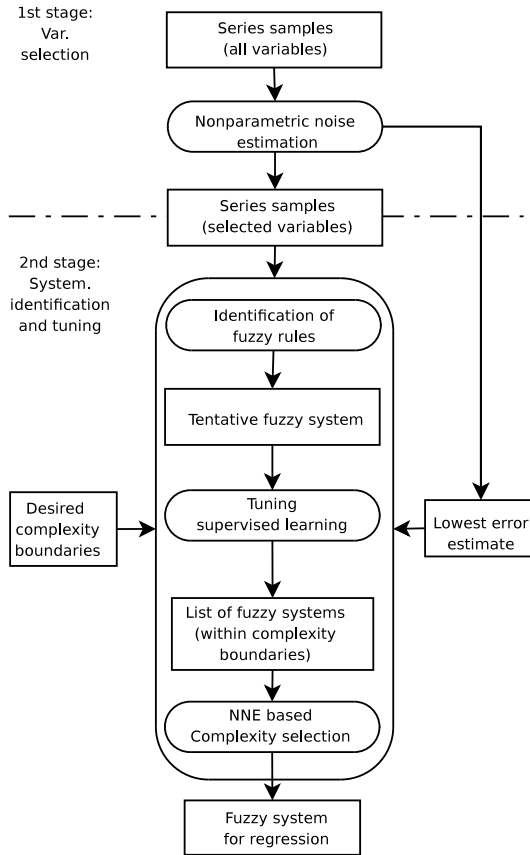 1st stage:
Var.
selection
Series samples
(all variables)
Nonparametric noise
estimation
Series samples
(selected variables)
2nd stage:
System.
identification
and tuning
Identification of
fuzzy rules
Tentative fuzzy system
Tuning
supervised learning
Desired
complexity
boundaries
Lowest error
estimate
List of fuzzy systems
(within complexity
boundaries)
NNE based
Complexity selection
Fuzzy system
for regression